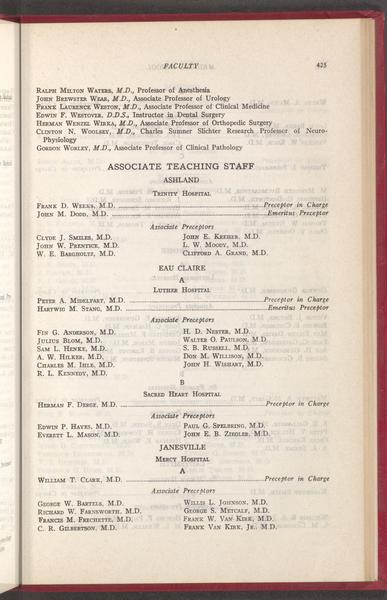 FACULTY 425
RALPH MILTON WATERS, M.D., Professor of Anesthesia
JOHN BREWSTER WEAR, M.D., Associate Professor of Urology
FRANK LAURENCE WESTON, M.D., Associate Professor of Clinical Medicine
EDWIN F. WESTOVER, D.D.S., Instructor in Dental Surgery
HERMAN WENZEL WIRKA, M.D., Associate Professor of Orthopedic Surgery
CLINTON N. WOOLSEY, M.D., Charles Sumner Slichter Research Professor of Neuro-
Physiology
GORDON WORLEY, M.D., Associate Professor of Clinical Pathology
ASSOCIATE TEACHING STAFF
ASHLAND
TRINITY HOSPITAL
FRANK D. WEEKS, M.D. Preceptor in Charge
JOHN M. DODD, M.D. Emeritus Preceptor
Associate Preceptors
CLYDE J. SMILES, M.D. JOHN E. KREHER, M.D.
JOHN W. PRENTICE, M.D. L. W. MOODY, M.D.
W. E. BARGHOLTZ, M.D. CLIFFORD A. GRAND, M.D.
EAU CLAIRE
A
LUTHER HOSPITAL
PETER A. MIDELFART, M.D. Preceptor in Charge
HARTWIG M. STANG, M.D. Emeritus Preceptor
Associate Preceptors
FIN G. ANDERSON, M.D. H. D. NESTER, M.D.
JULIUS BLOM, M.D. WALTER O. PAULSON, M.D.
SAM L. HENKE, M.D. S. B. RUSSELL, M.D.
A. W. HILKER, M.D. DON M. WILLISON, M.D.
CHARLES M. IHLE, M.D. JOHN H. WISHART, M.D.
R. L. KENNEDY, M.D.
B
SACRED HEART HOSPITAL
HERMAN F. DERGE, M.D. Preceptor in Charge
Associate Preceptors
EDWIN P. HAYES, M.D. PAUL G. SPELBRING, M.D.
EVERETT L. MASON, M.D. JOHN E. B. ZIEGLER, M.D.
JANESVILLE
MERCY HOSPITAL
A
WILLIAM T. CLARK, M.D. Preceptor in Charge
Associate Preceptors
GEORGE W. BARTELS, M.D. WILLIS L. JOHNSON, M.D.
RICHARD W. FARNSWORTH, M.D. GEORGE S. METCALF, M.D.
FRANCIS M. FRECHETTE, M.D. FRANK W. VAN KIRK, M.D.
C. R. GILBERTSON, M.D. FRANK VAN KIRK, JR., M.D.